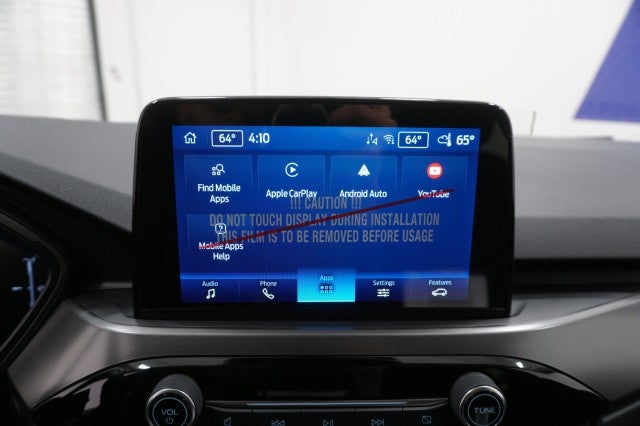 64° 4:10 64° 65°
Find Mobile
Apps
Apple CarPlay
Android Auto
YouTube
!!! CAUTION !!!
DO NOT TOUCH DISPLAY DURING INSTALLATION
THIS FILM IS TO BE REMOVED BEFORE USAGE
Mobile Apps
Help
Audio
Phone
Apps
Settings
Features
VOL
TUNE